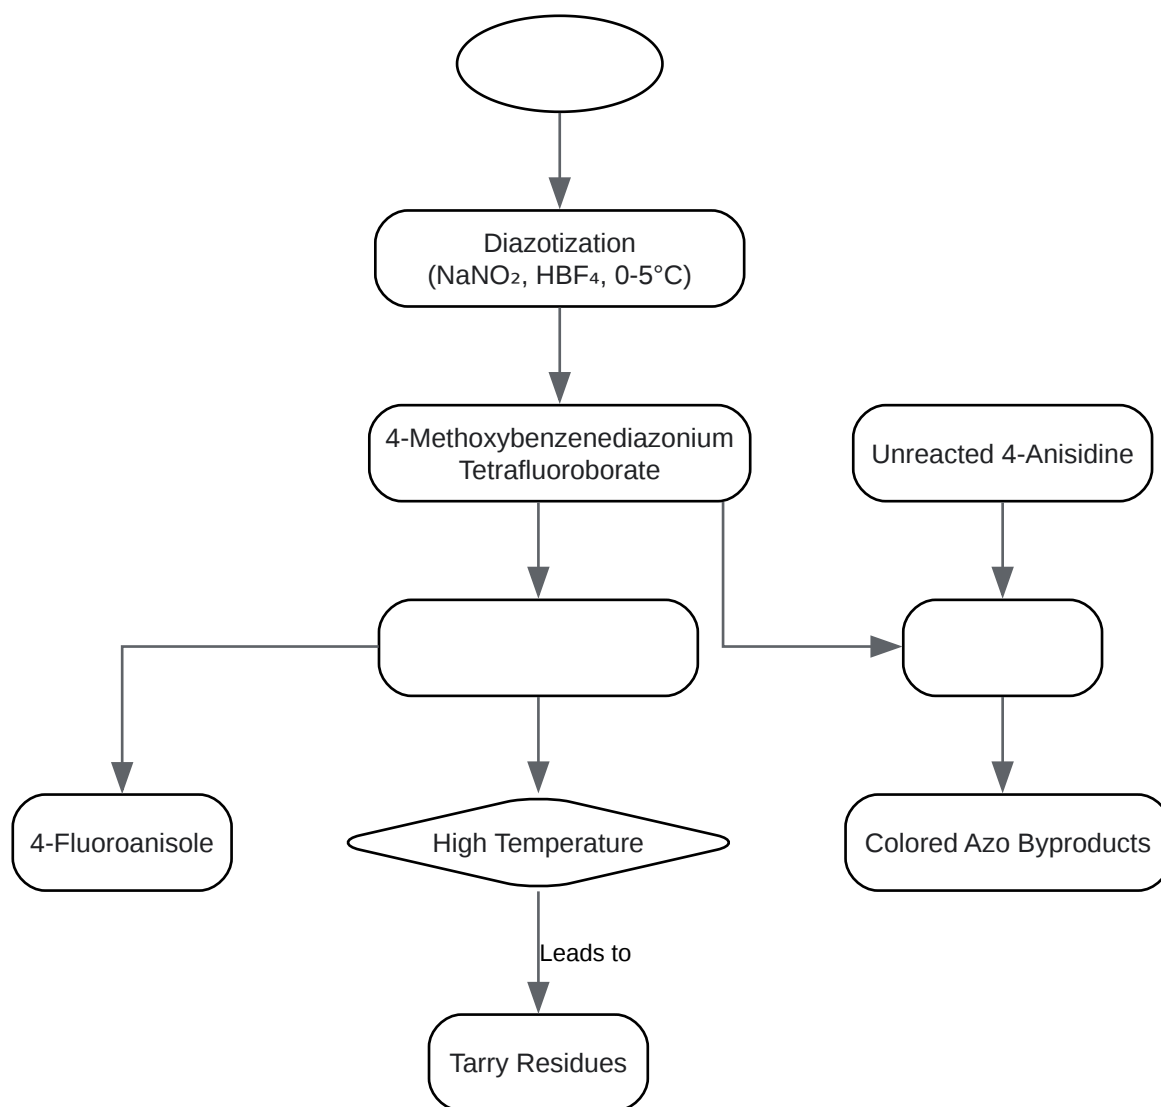 Diazotization
(NaNO₂, HBF₄, 0-5°C)
4-Methoxybenzenediazonium
Tetrafluoroborate
Unreacted 4-Anisidine
4-Fluoroanisole
High Temperature
Colored Azo Byproducts
Leads to
Tarry Residues